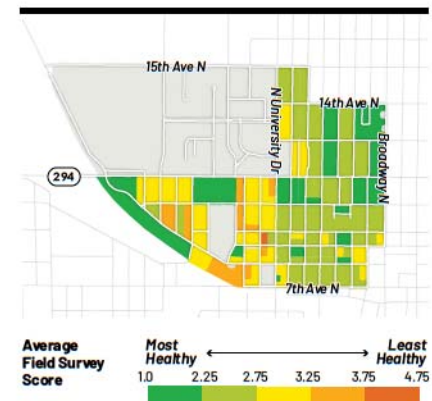 15th Ave N
14th Ave N
N University Dr
Broadway N
294
7th Ave N
Average
Field Survey
Score
Most
Healthy
Least
Healthy
1.0 2.25 2.75 3.25 3.75 4.75